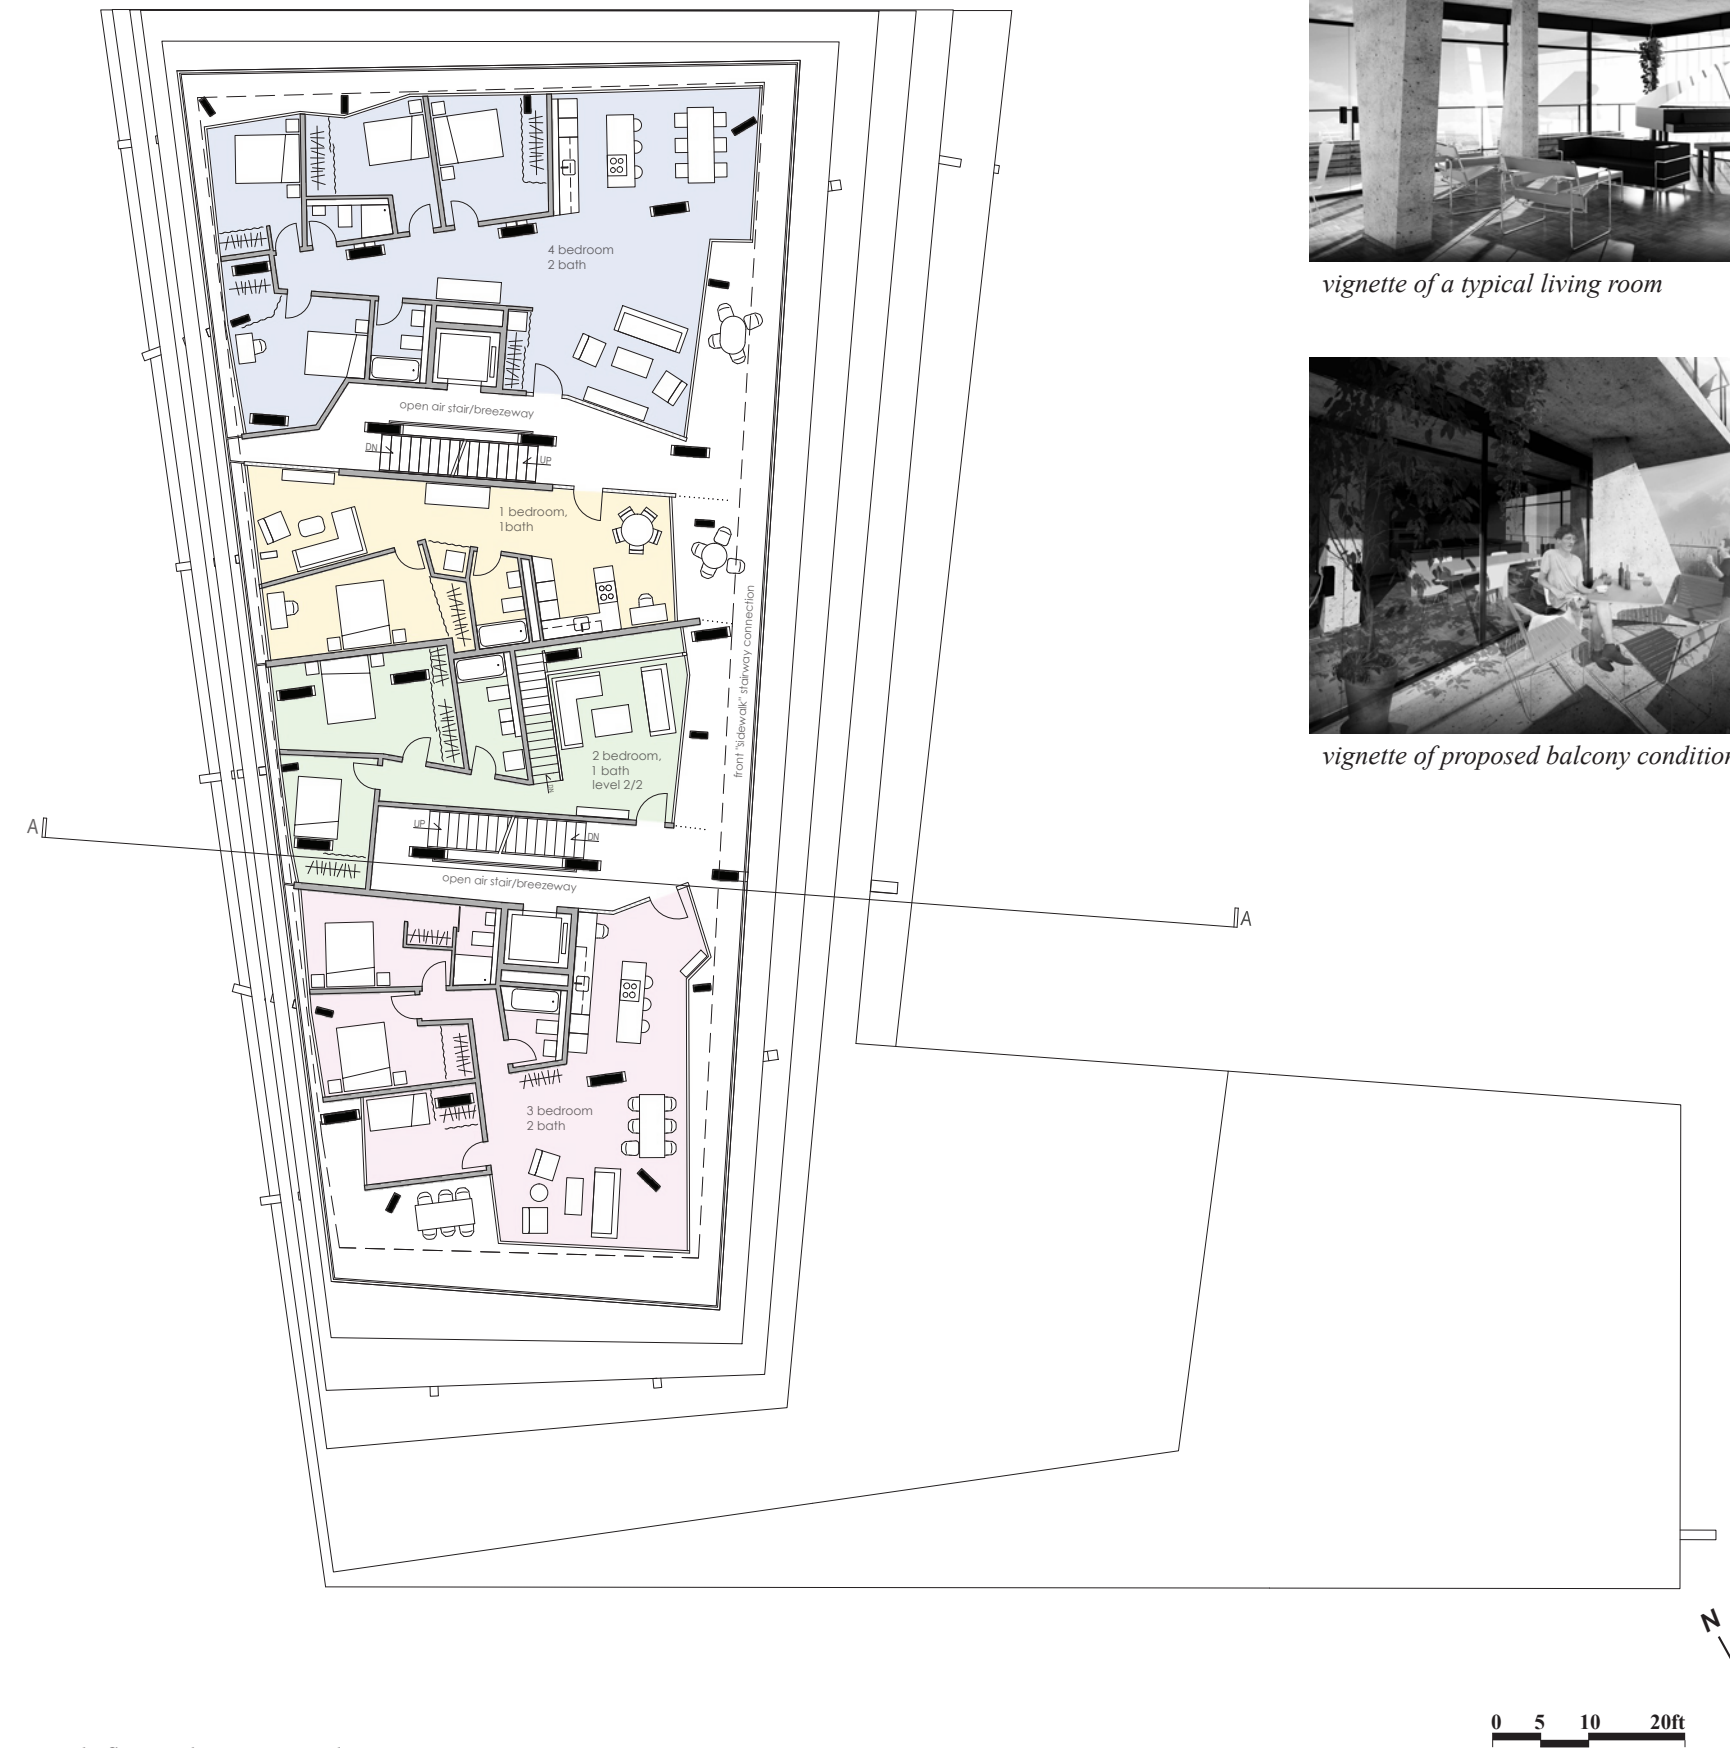 vignette of a typical living room
vignette of proposed balcony condition
4 bedroom
2 bath
open air stair/breezeway
DN
UP
1 bedroom,
1bath
front "sidewalk" stairway connection
2 bedroom,
1 bath
level 2/2
DN
UP
DN
open air stair/breezeway
A
A
3 bedroom
2 bath
N
0 5 10 20ft